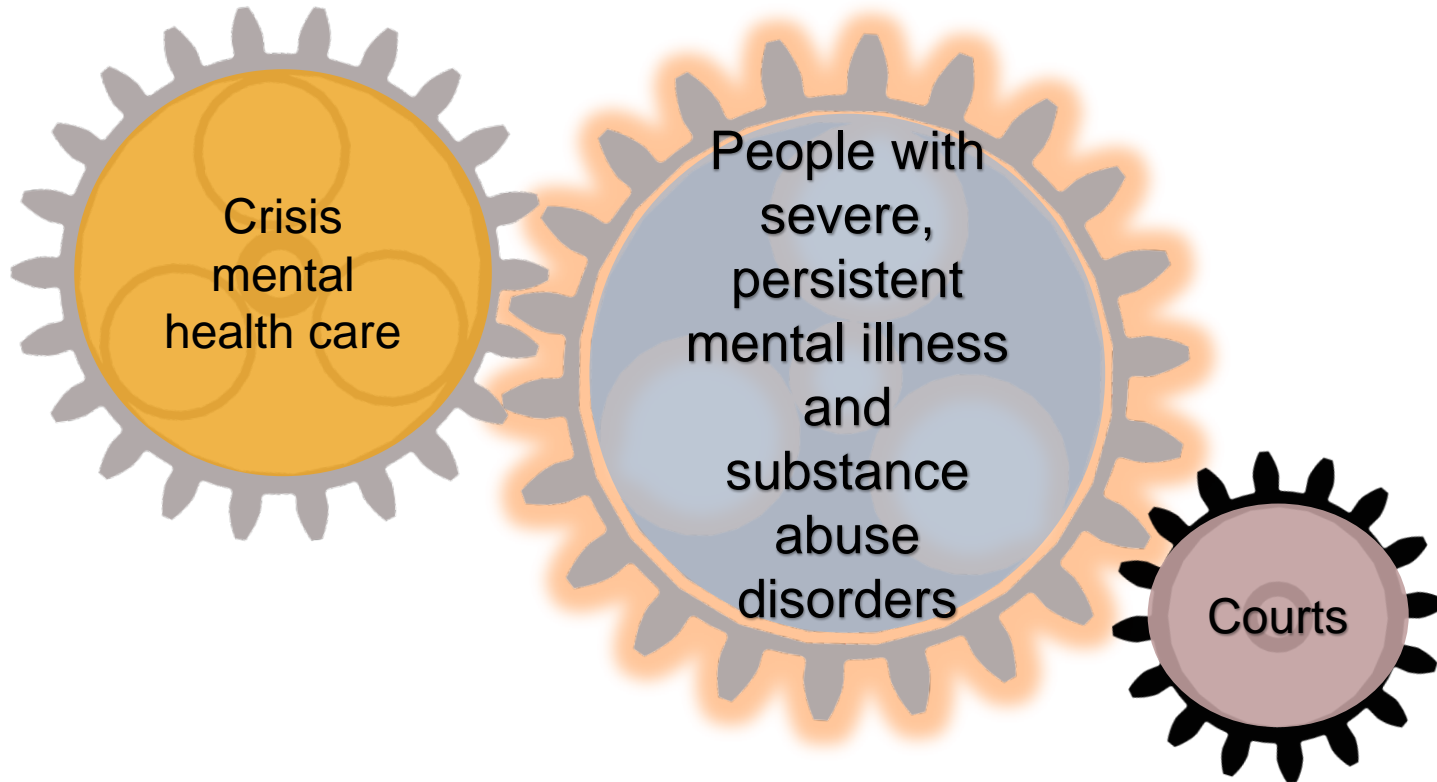 Crisis
mental
health care
People with
severe,
persistent
mental illness
and
substance
abuse
disorders
Courts